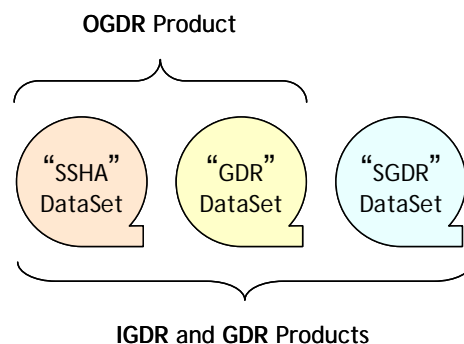 OGDR Product
“SSHA”
DataSet
“GDR”
DataSet
“SGDR”
DataSet
IGDR and GDR Products